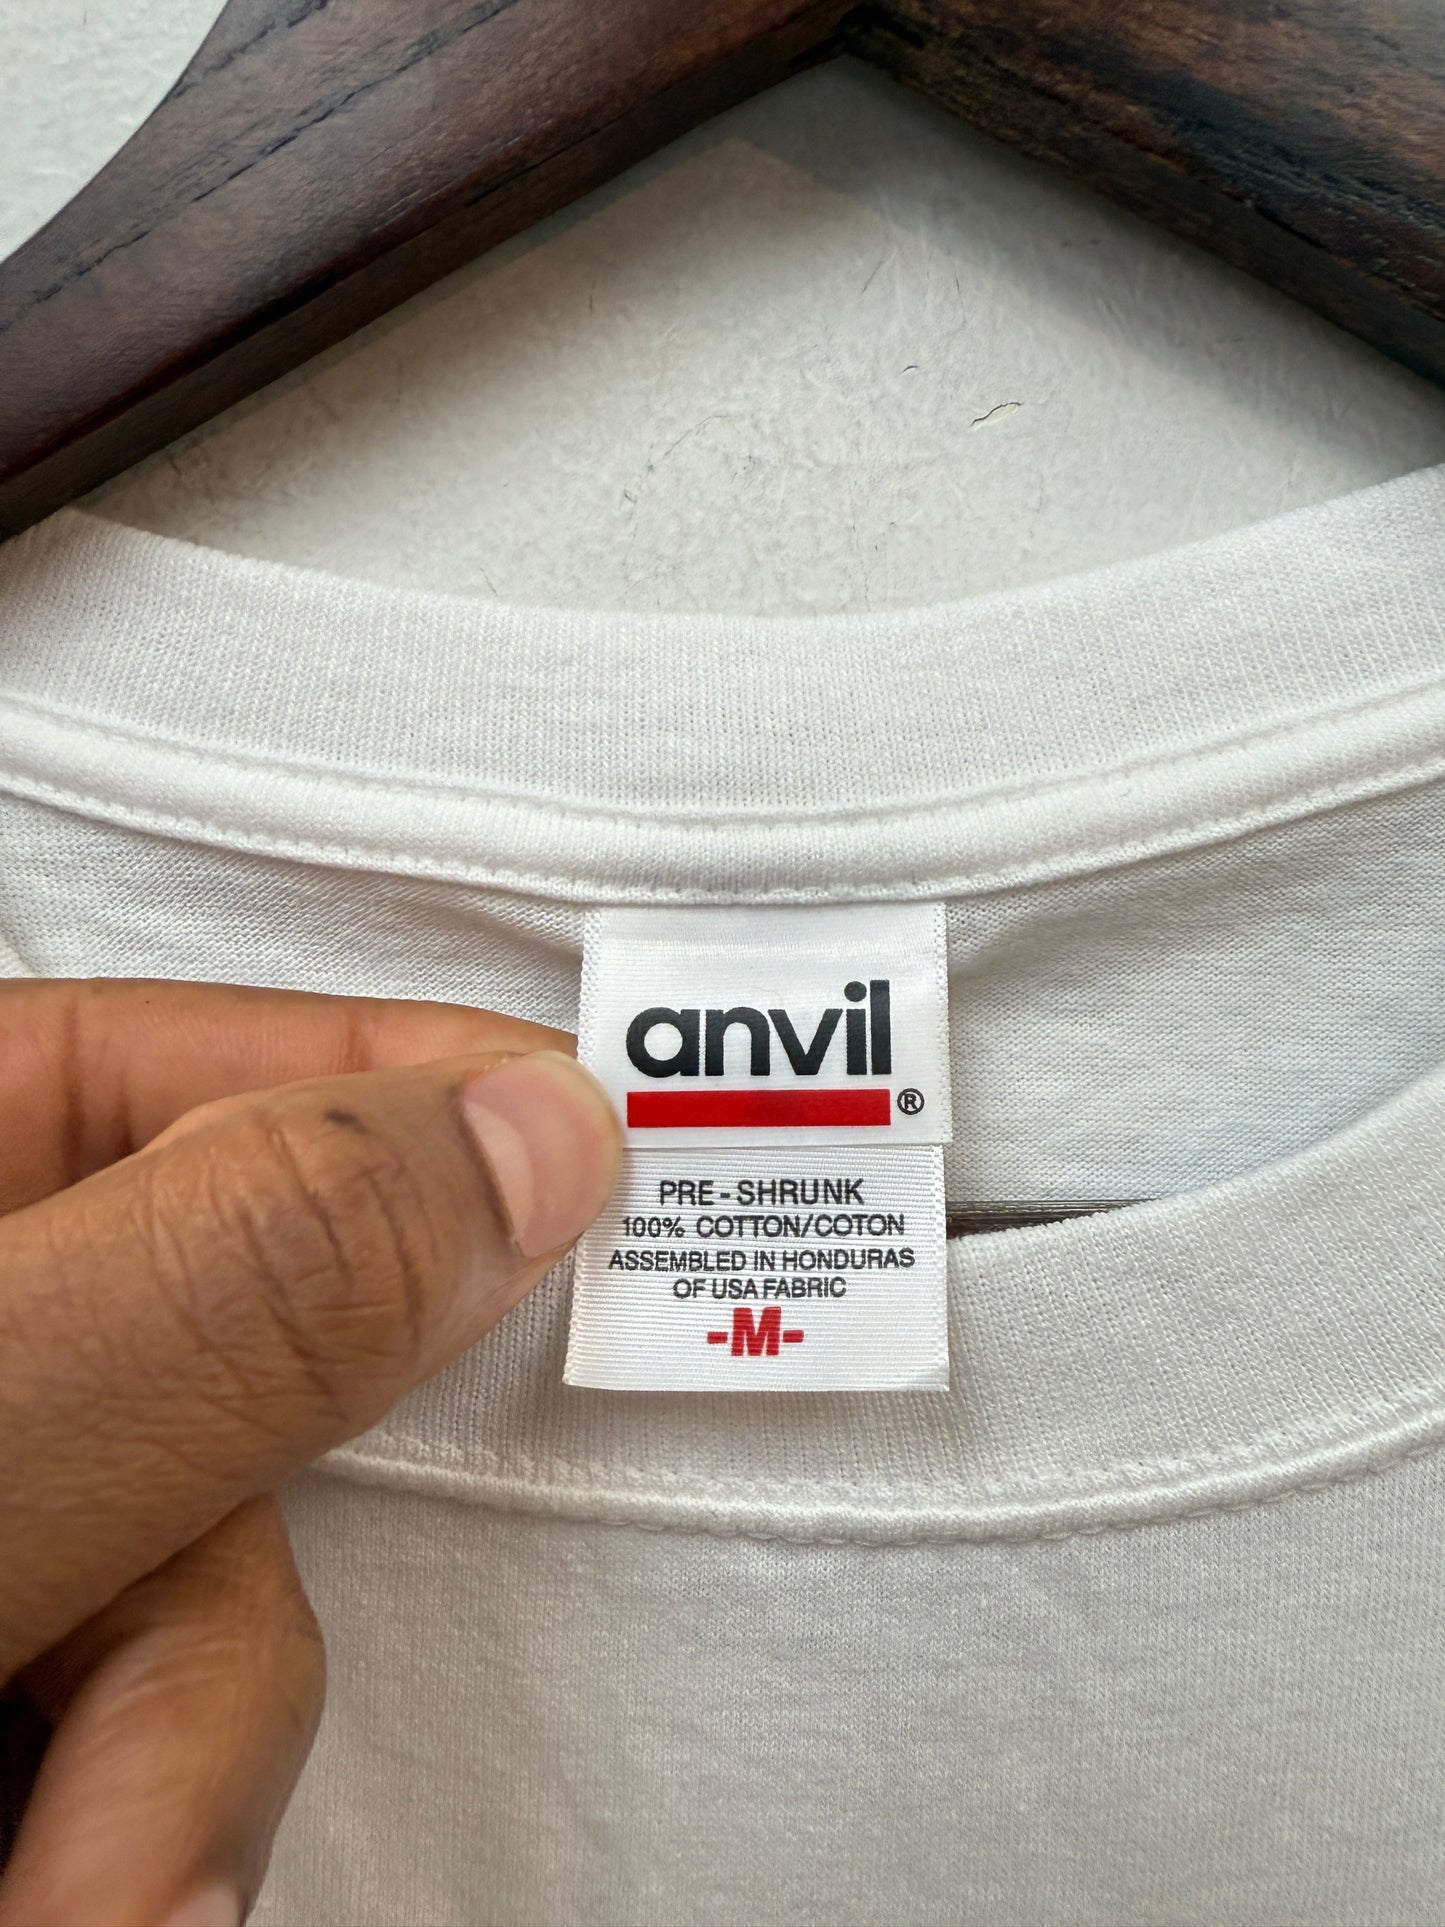 anvil
®
PRE-SHRUNK
100% COTTON/COTON
ASSEMBLED IN HONDURAS
OF USA FABRIC
-M-